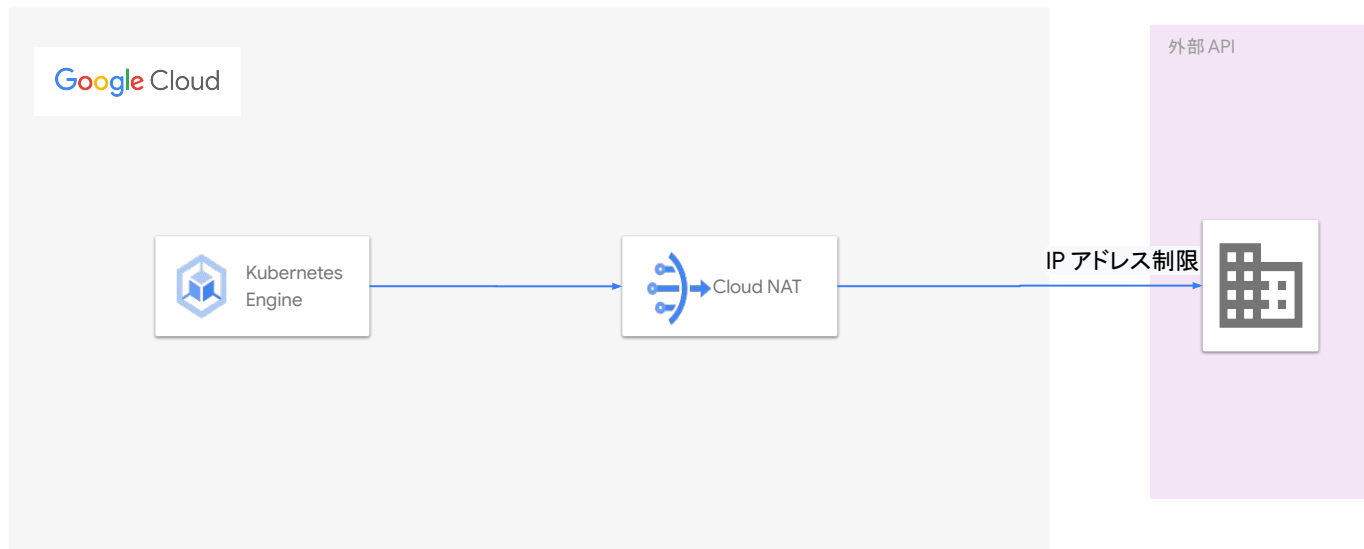 Google Cloud
外部 API
Kubernetes
Engine
Cloud NAT
IP アドレス制限